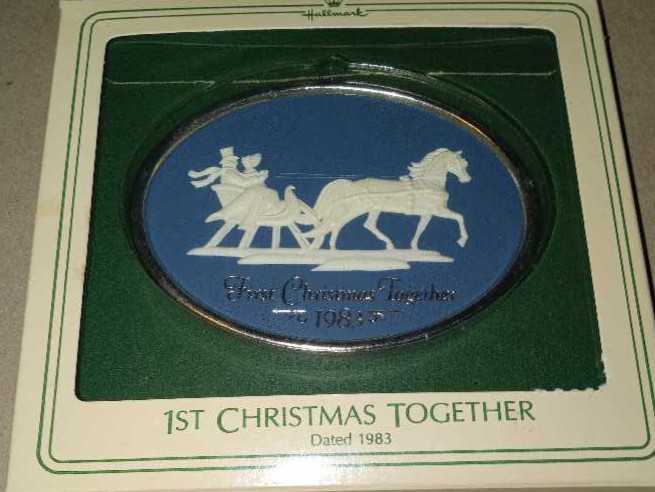 Hallmark
First Christmas Together
1983
1ST CHRISTMAS TOGETHER
Dated 1983